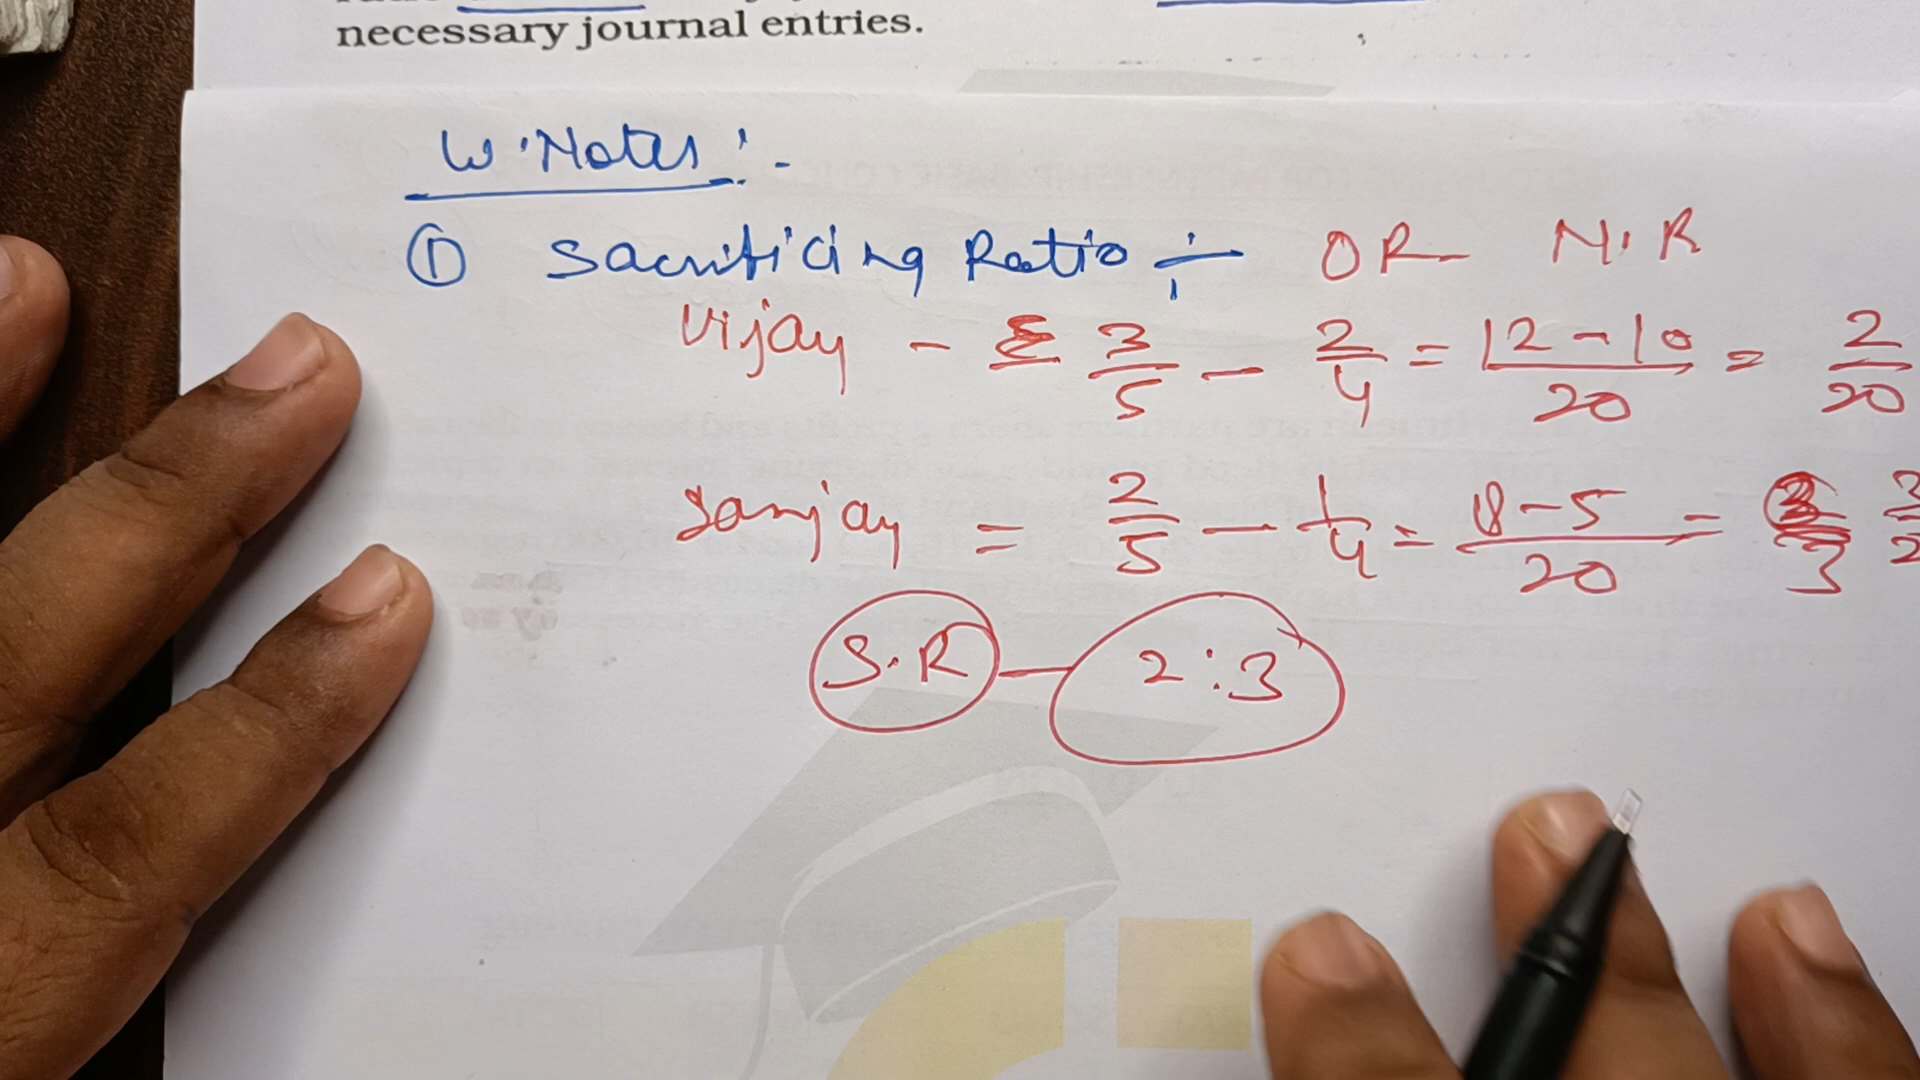 necessary journal entries.
W.Notes :-
① Sacrificing Ratio :- OR N.R
Vijay - 3/5 - 2/4 = 12-10/20 = 2/20
Sanjay = 2/5 - 1/4 = 8-5/20 = 3
S.R - 2:3